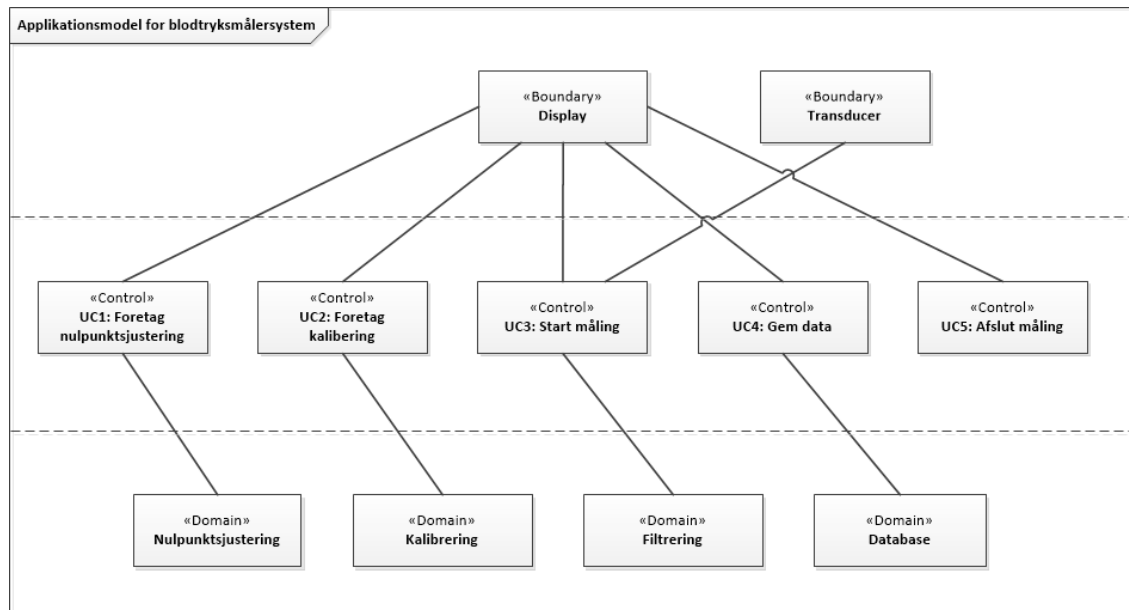 Applikationsmodel for blodtryksmålersystem
«Boundary»
Display
«Boundary»
Transducer
«Control»
UC1: Foretag
nulpunktsjustering
«Control»
UC2: Foretag
kalibering
«Control»
UC3: Start måling
«Control»
UC4: Gem data
«Control»
UC5: Afslut måling
«Domain»
Nulpunktsjustering
«Domain»
Kalibrering
«Domain»
Filtrering
«Domain»
Database